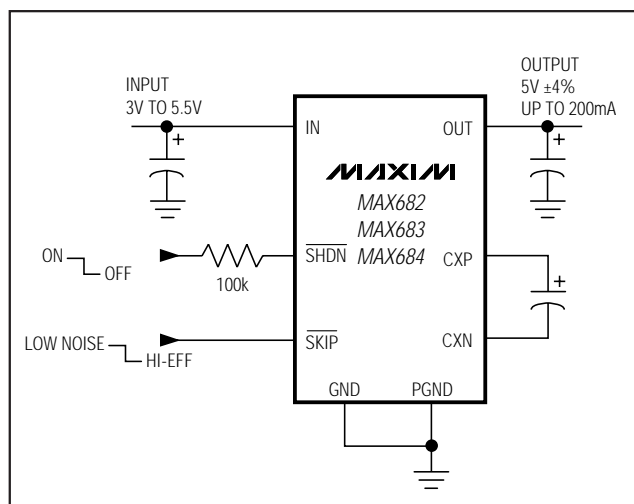 INPUT
3V TO 5.5V
OUTPUT
5V ±4%
UP TO 200mA
+
+
IN
OUT
MAXIM
MAX682
MAX683
MAX684
ON
OFF
100k
SHDN
CXP
+
LOW NOISE
HI-EFF
SKIP
CXN
GND
PGND